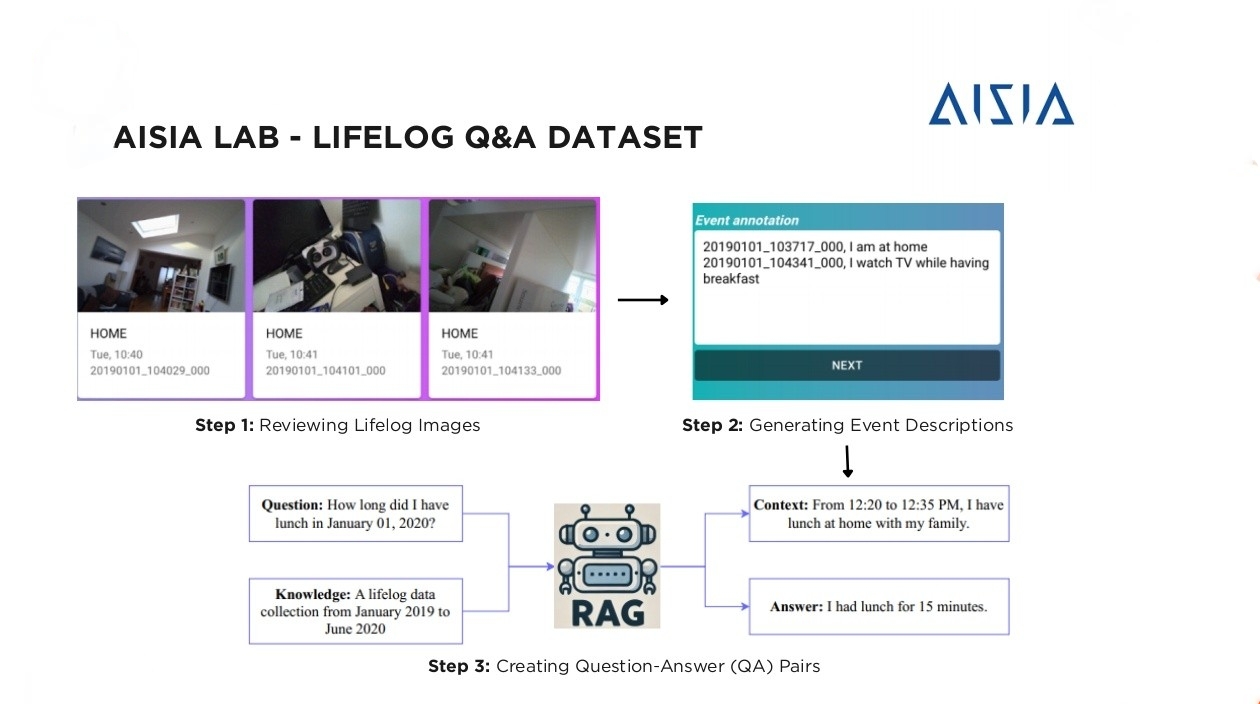 AISIA
AISIA LAB - LIFELOG Q&A DATASET
HOME
Tue, 10:40
20190101_104029_000
HOME
Tue, 10:41
20190101_104101_000
HOME
Tue, 10:41
20190101_104133_000
Event annotation
20190101_103717_000, I am at home
20190101_104341_000, I watch TV while having
breakfast
NEXT
Step 1: Reviewing Lifelog Images
Step 2: Generating Event Descriptions
Question: How long did I have
lunch in January 01, 2020?
Knowledge: A lifelog data
collection from January 2019 to
June 2020
RAG
Context: From 12:20 to 12:35 PM, I have
lunch at home with my family.
Answer: I had lunch for 15 minutes.
Step 3: Creating Question-Answer (QA) Pairs